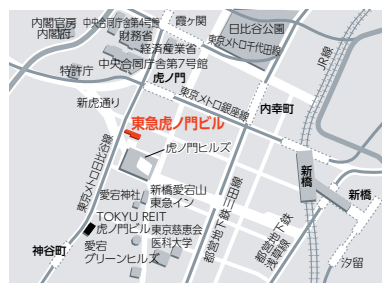 内閣官房
内閣府
中央合同庁舎第4号館
財務省
霞ヶ関
経済産業省
中央合同庁舎第7号館
日比谷公園
東京メトロ千代田線
JR線
特許庁
虎ノ門
東京メトロ銀座線
内幸町
新虎通り
東急虎ノ門ビル
虎ノ門ヒルズ
東京メトロ日比谷線
愛宕神社
新橋愛宕山
東急イン
TOKYU REIT
虎ノ門ビル
東京慈恵会
医科大学
都営地下鉄三田線
都営地下鉄
浅草線
新橋
新橋
汐留
神谷町
愛宕
グリーンヒルズ